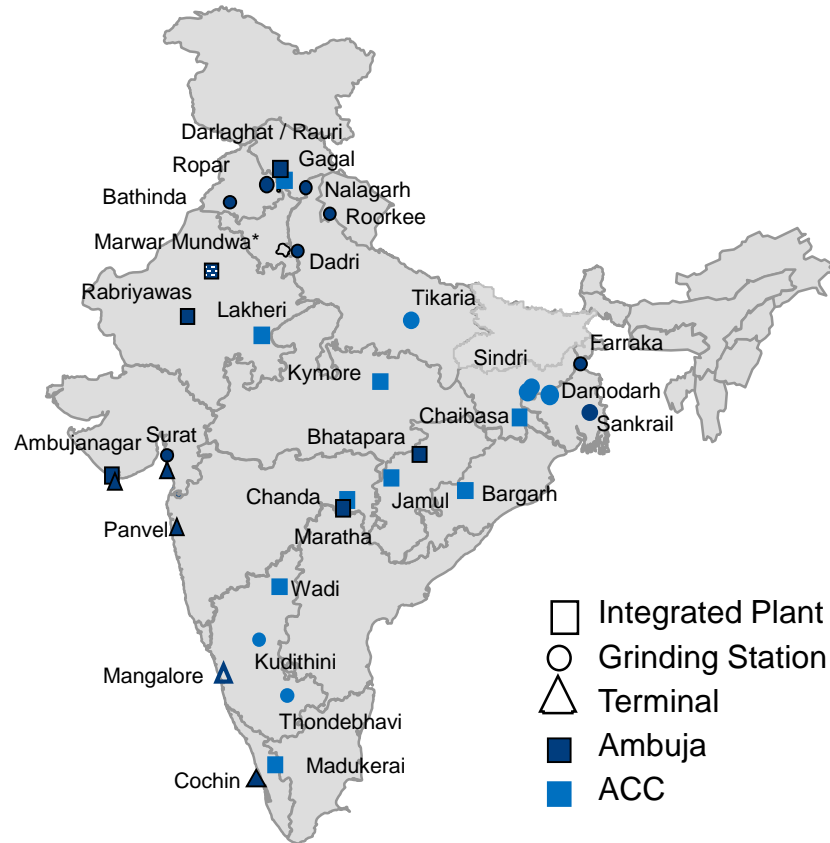 Darlaghat / Rauri
Ropar
Gagal
Bathinda
Nalagarh
Roorkee
Marwar Mundwa*
Dadri
Rabriyawas
Lakheri
Tikaria
Sindri
Farraka
Kymore
Damodarh
Chaibasa
Sankrail
Ambujanagar
Surat
Bhatapara
Chanda
Jamul
Bargarh
Panvel
Maratha
Wadi
Kudithini
Mangalore
Thondebhavi
Cochin
Madukerai
Integrated Plant
Grinding Station
Terminal
Ambuja
ACC